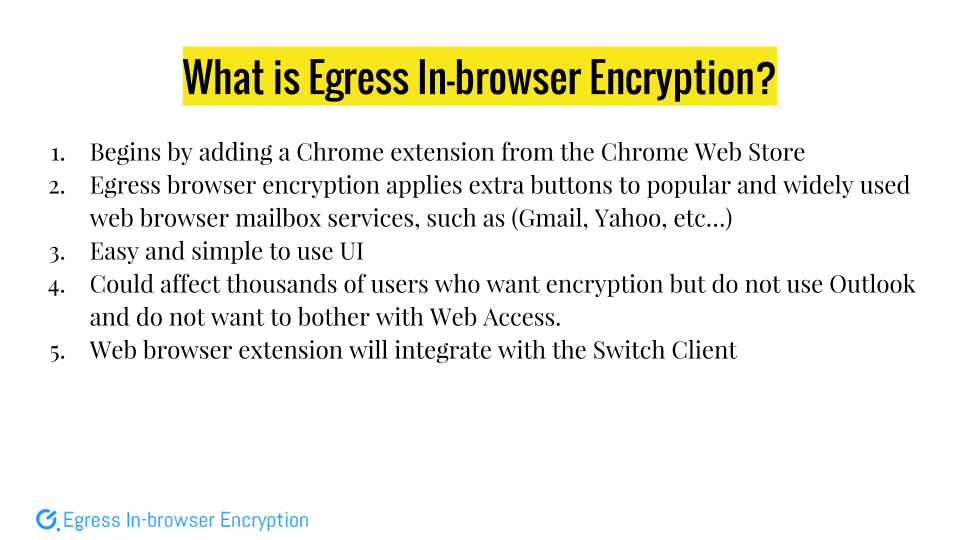 What is Egress In-browser Encryption?
1. Begins by adding a Chrome extension from the Chrome Web Store
2. Egress browser encryption applies extra buttons to popular and widely used
web browser mailbox services, such as (Gmail, Yahoo, etc...)
3. Easy and simple to use UI
4. Could affect thousands of users who want encryption but do not use Outlook
and do not want to bother with Web Access.
5. Web browser extension will integrate with the Switch Client
Egress In-browser Encryption